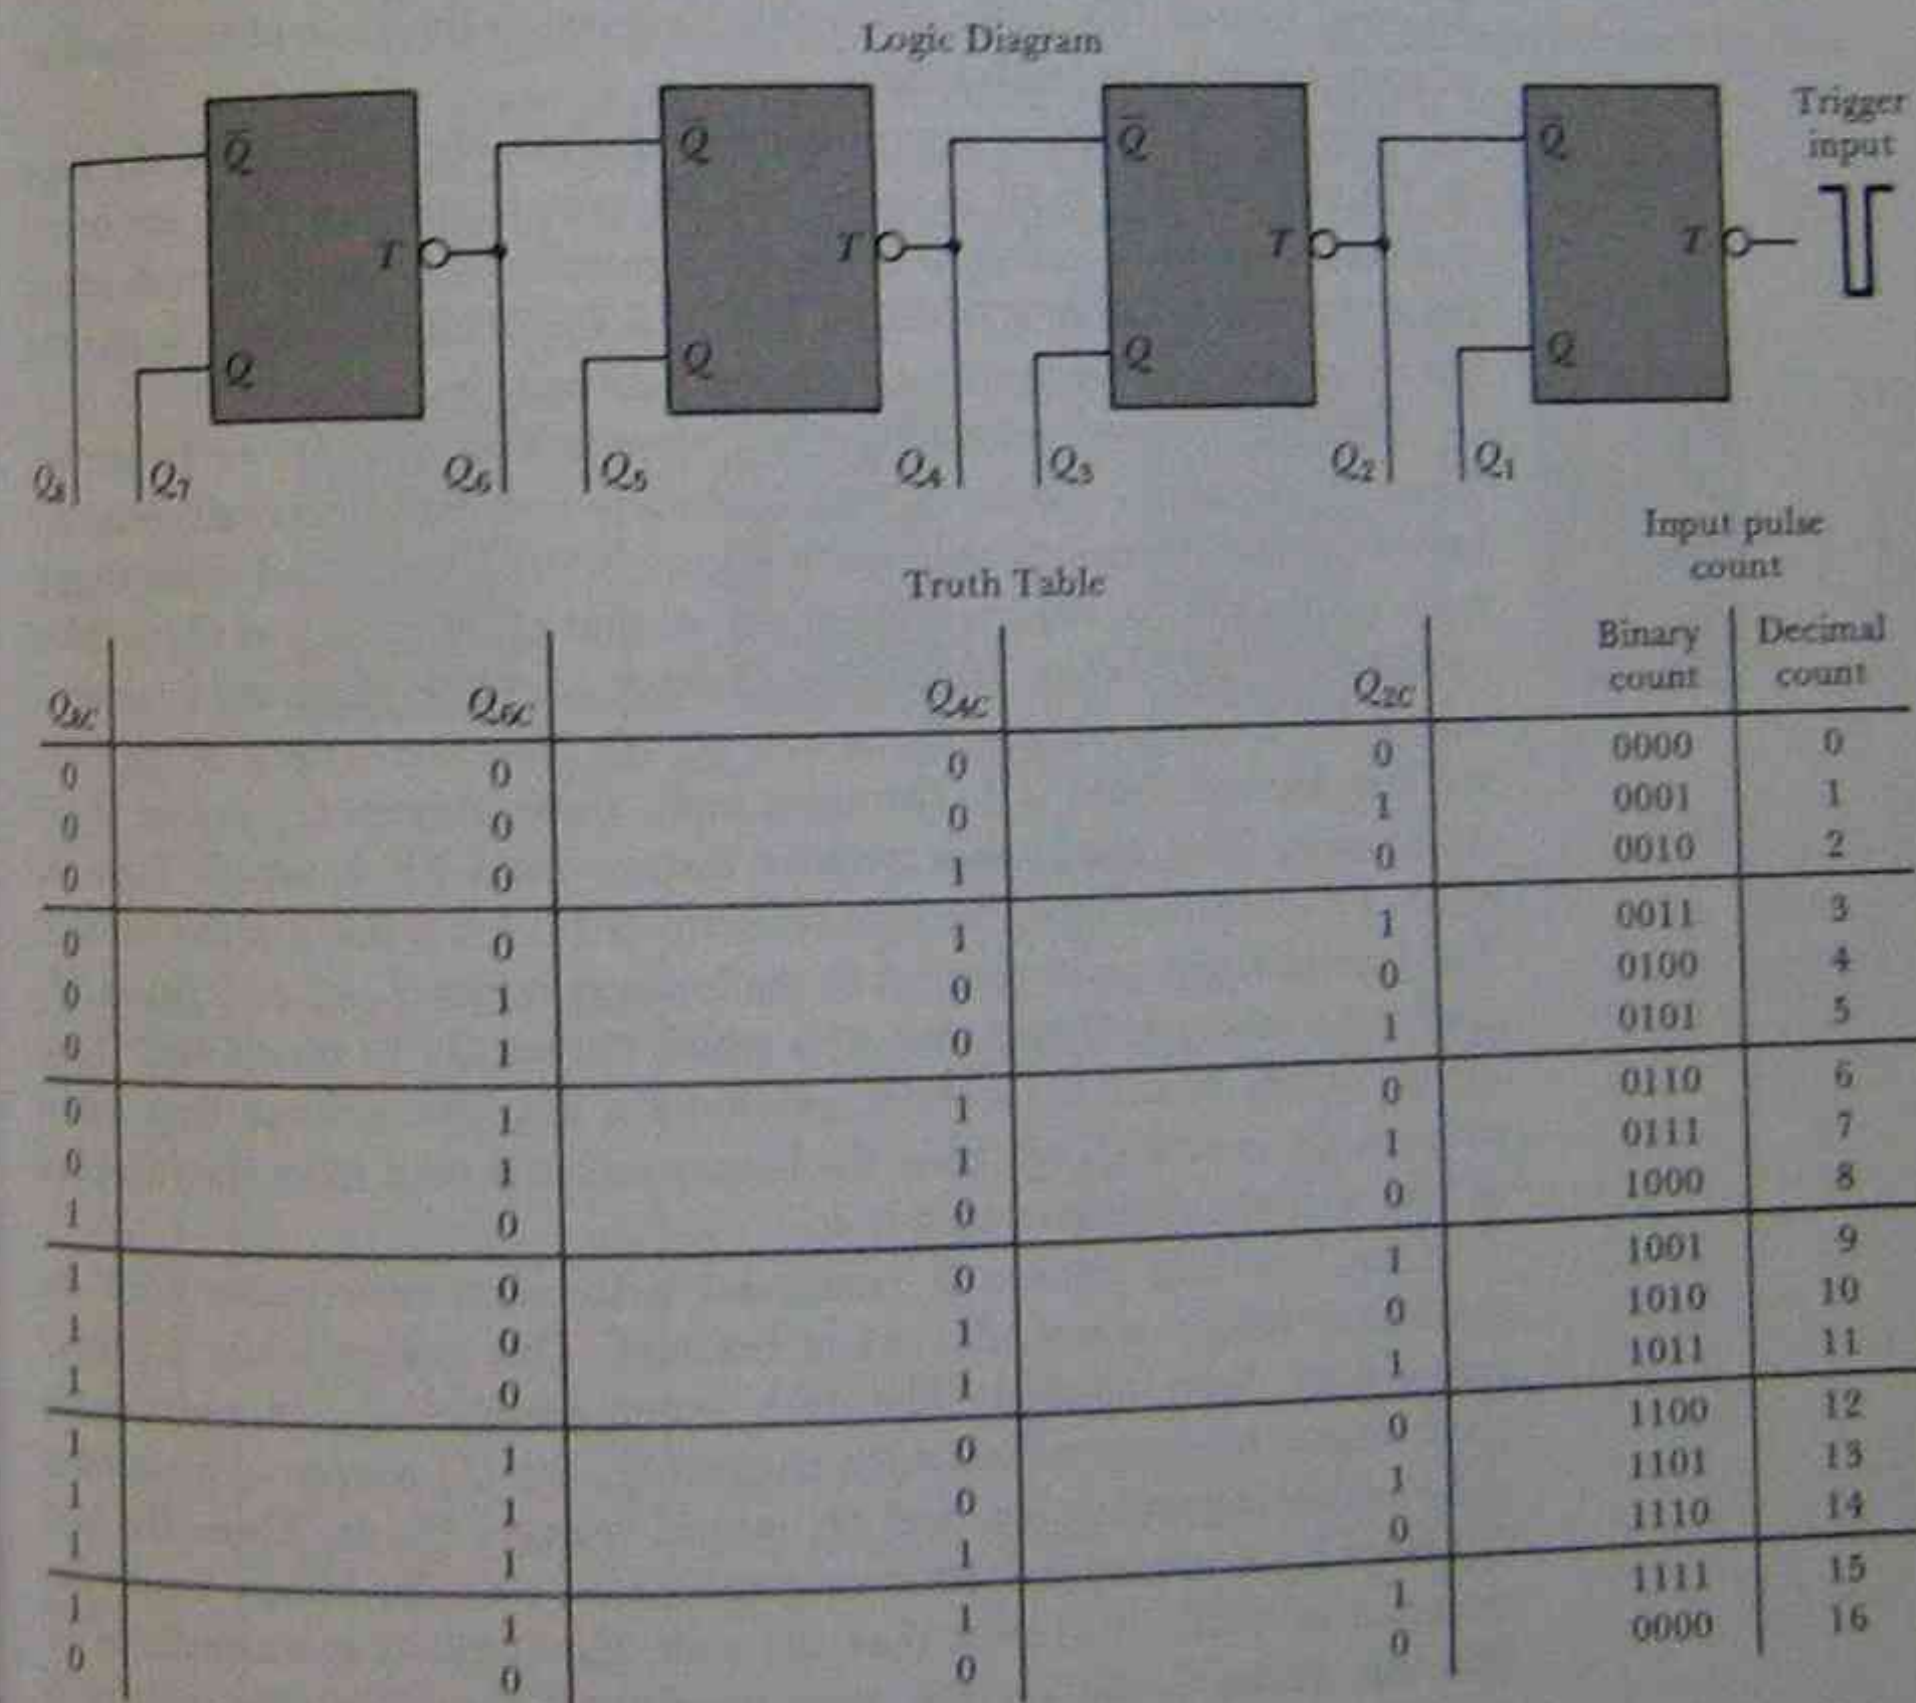 Logic Diagram
Trigger
input
Q̄ Q̄ Q̄ Q̄
T T T T
Q Q Q Q
Q₈ Q₇ Q₆ Q₅ Q₄ Q₃ Q₂ Q₁
Input pulse
count
Truth Table
Binary Decimal
count count
Q₈C Q₆C Q₄C Q₂C
0 0 0 0 0000 0
0 0 0 1 0001 1
0 0 1 0 0010 2
0 0 1 1 0011 3
0 1 0 0 0100 4
0 1 0 1 0101 5
0 1 1 0 0110 6
0 1 1 1 0111 7
1 0 0 0 1000 8
1 0 0 1 1001 9
1 0 1 0 1010 10
1 0 1 1 1011 11
1 1 0 0 1100 12
1 1 0 1 1101 13
1 1 1 0 1110 14
1 1 1 1 1111 15
0 0 0 0 0000 16